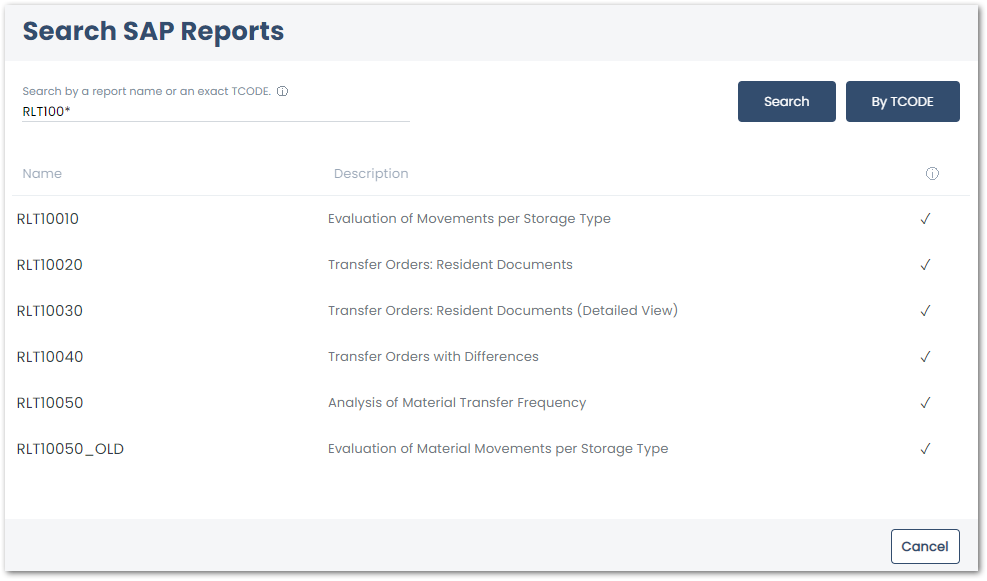 Search SAP Reports
Search by a report name or an exact TCODE. ⓘ
RLT100*
Search By TCODE
Name Description ⓘ
RLT10010 Evaluation of Movements per Storage Type ✓
RLT10020 Transfer Orders: Resident Documents ✓
RLT10030 Transfer Orders: Resident Documents (Detailed View) ✓
RLT10040 Transfer Orders with Differences ✓
RLT10050 Analysis of Material Transfer Frequency ✓
RLT10050_OLD Evaluation of Material Movements per Storage Type ✓
Cancel